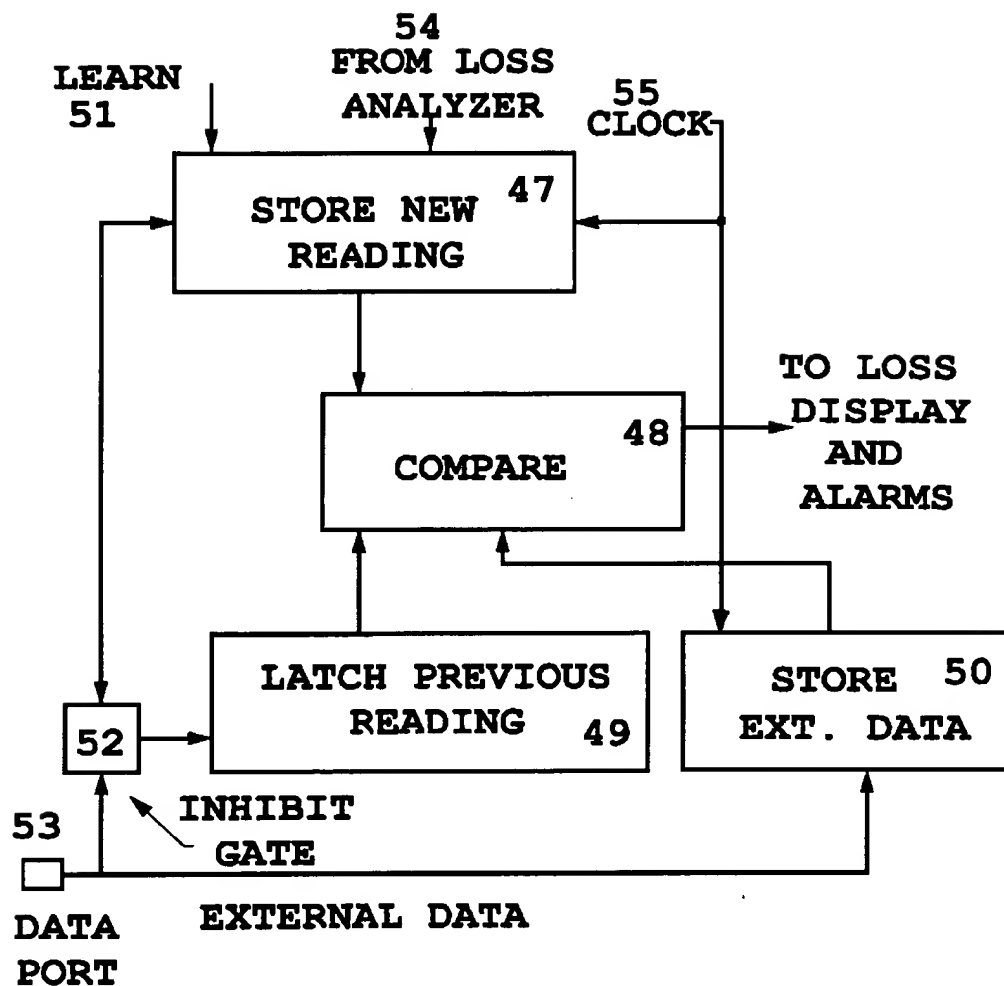 54
FROM LOSS
ANALYZER
LEARN
51
55
CLOCK
47
STORE NEW
READING
TO LOSS
DISPLAY
AND
ALARMS
48
COMPARE
LATCH PREVIOUS
READING
49
50
STORE
EXT. DATA
52
INHIBIT
GATE
53
DATA
PORT
EXTERNAL DATA